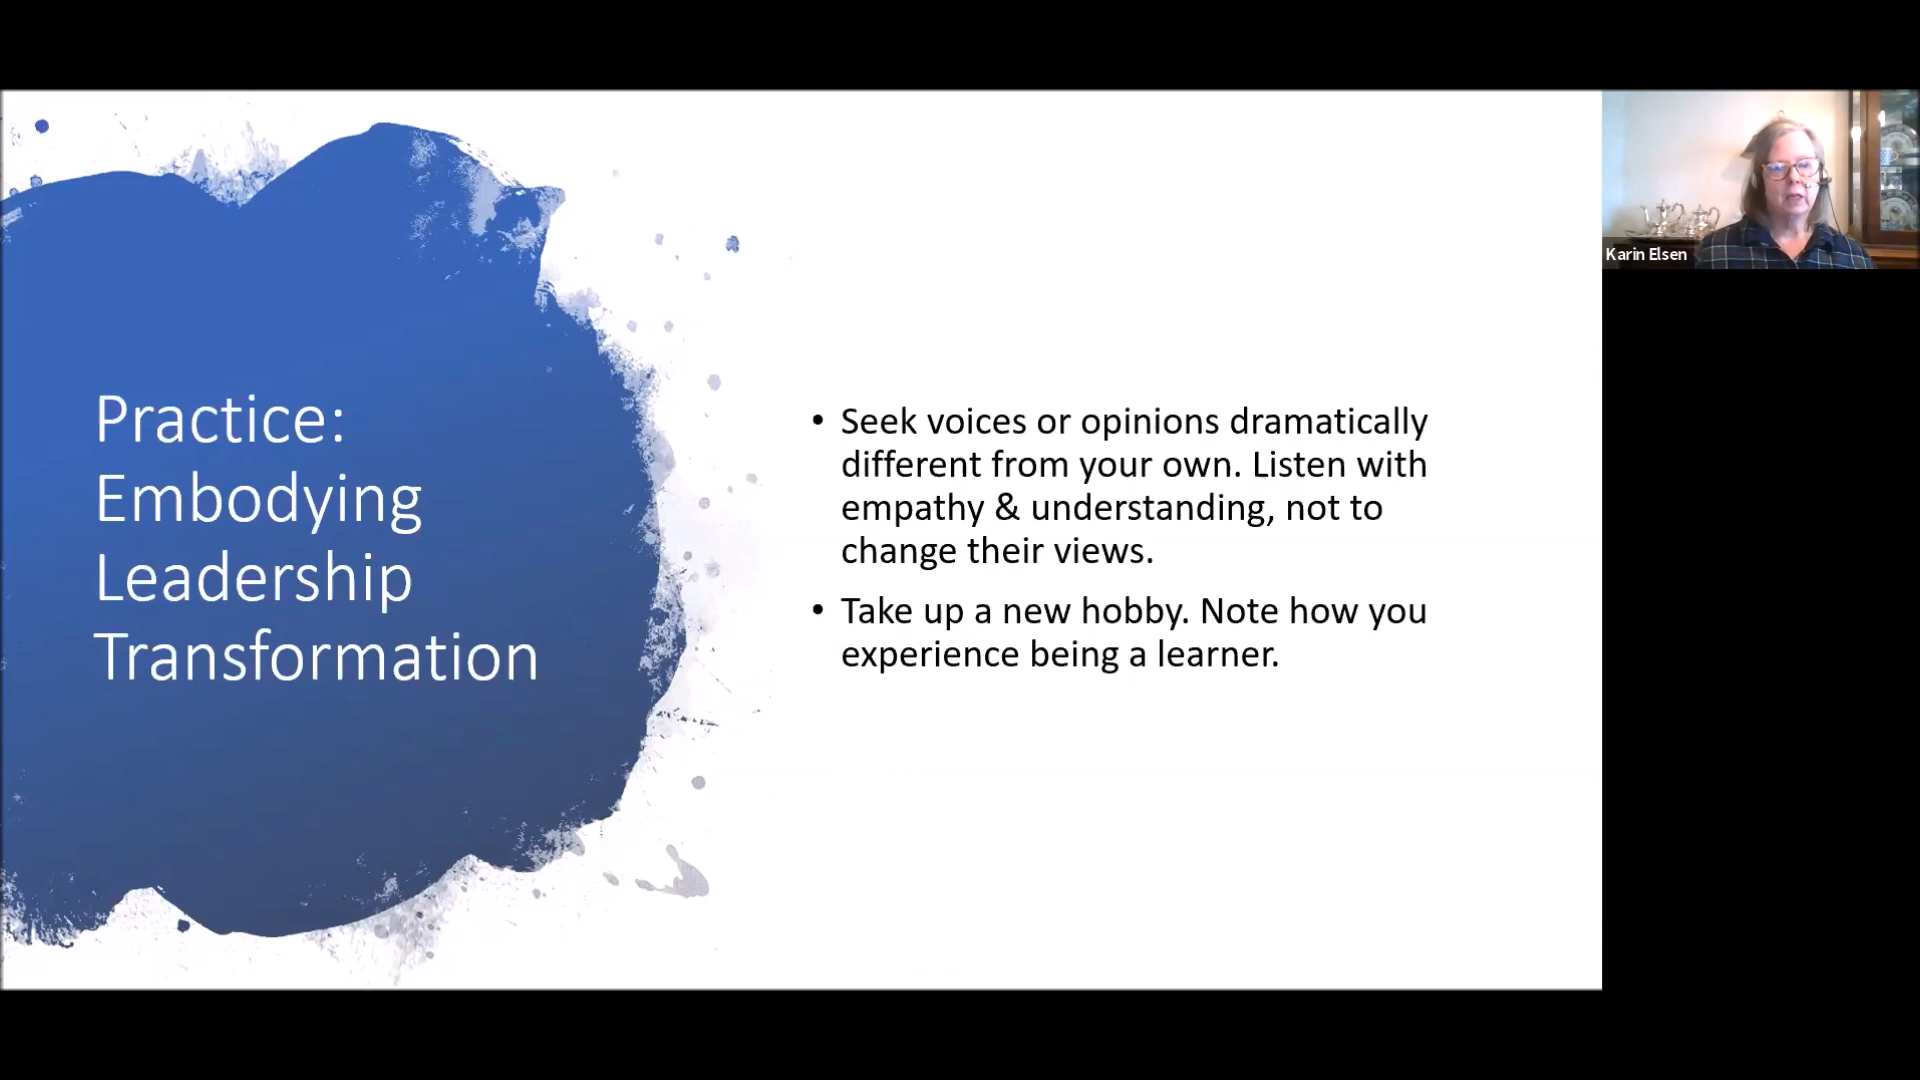 Practice:
Embodying
Leadership
Transformation
• Seek voices or opinions dramatically
different from your own. Listen with
empathy & understanding, not to
change their views.
• Take up a new hobby. Note how you
experience being a learner.
Karin Elsen